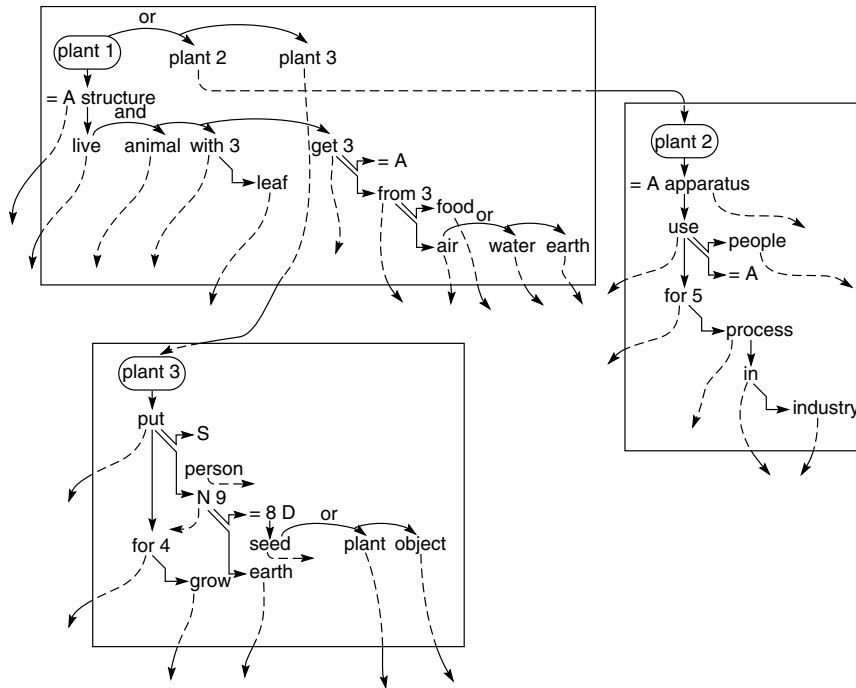 or
plant 1 plant 2 plant 3
= A structure
and
live animal with 3 get 3
= A
leaf
from 3
food
or
air water earth
plant 2
= A apparatus
use
people
= A
for 5
process
in
industry
plant 3
put
S
person
N 9
= 8 D
or
for 4 seed plant object
earth
grow